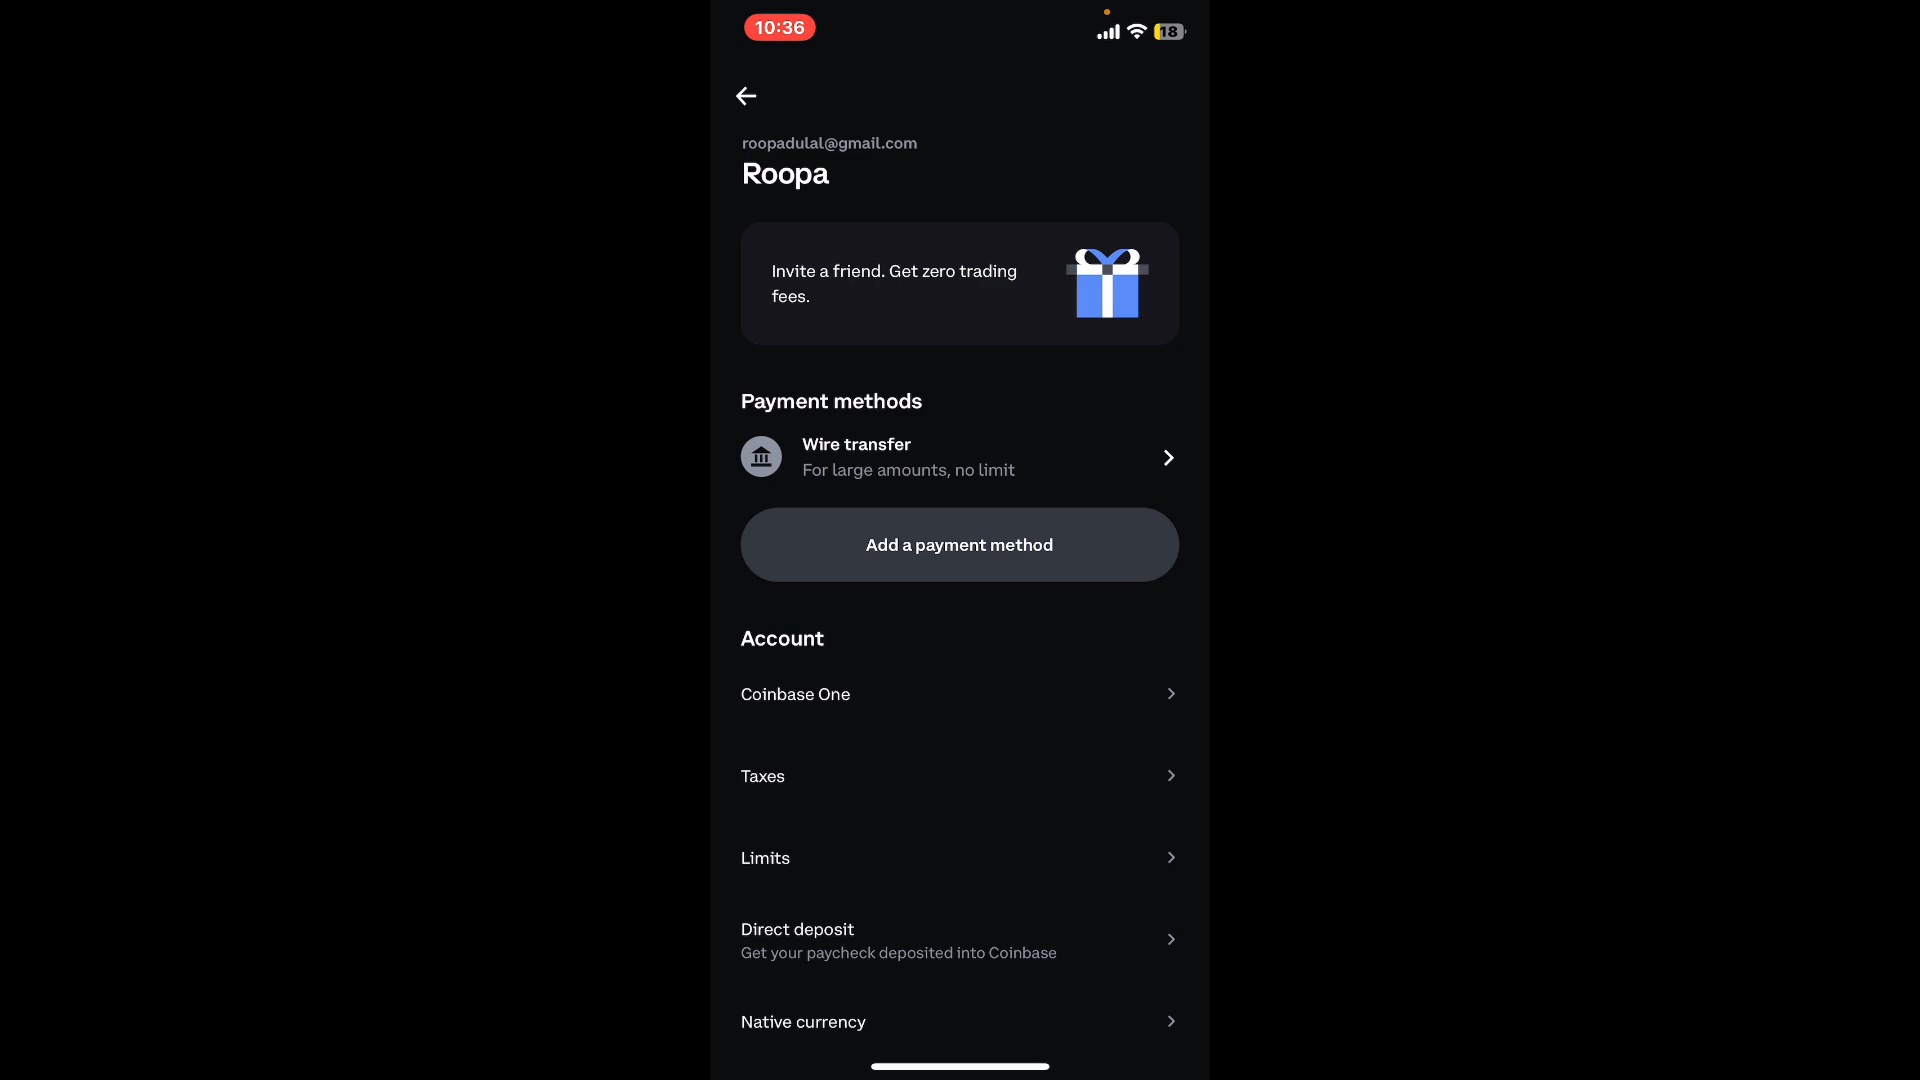 10:36
18
roopadulal@gmail.com
Roopa
Invite a friend. Get zero trading
fees.
Payment methods
Wire transfer
For large amounts, no limit
Add a payment method
Account
Coinbase One
Taxes
Limits
Direct deposit
Get your paycheck deposited into Coinbase
Native currency